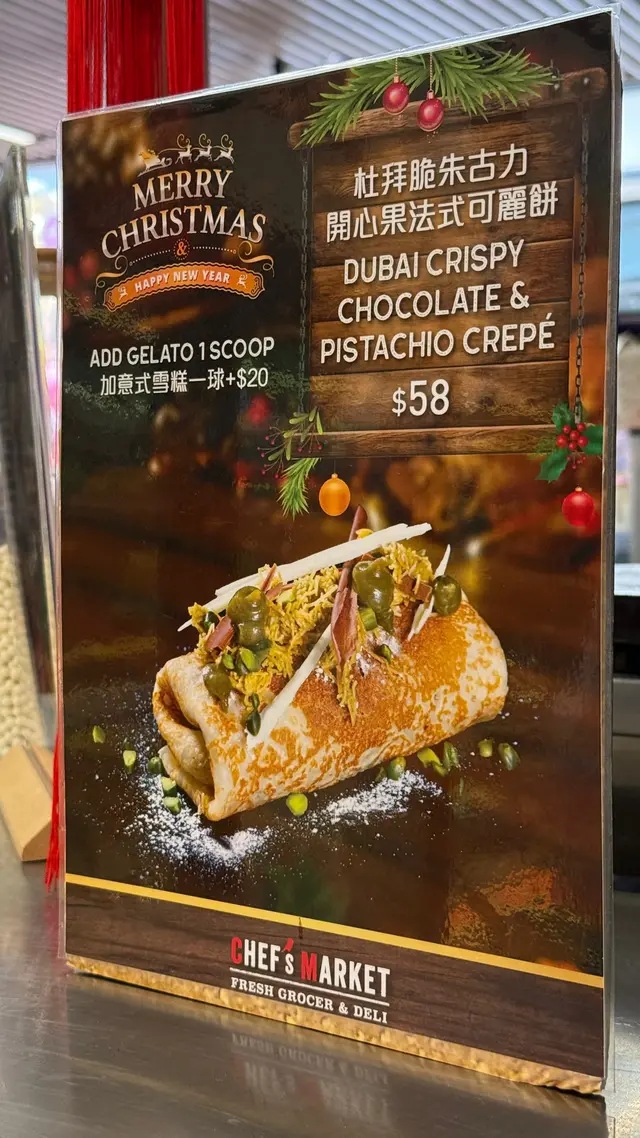 MERRY
CHRISTMAS
&
HAPPY NEW YEAR
ADD GELATO 1 SCOOP
加意式雪糕一球+$20
杜拜脆朱古力
開心果法式可麗餅
DUBAI CRISPY
CHOCOLATE &
PISTACHIO CREPÉ
$58
CHEF'S MARKET
FRESH GROCER & DELI